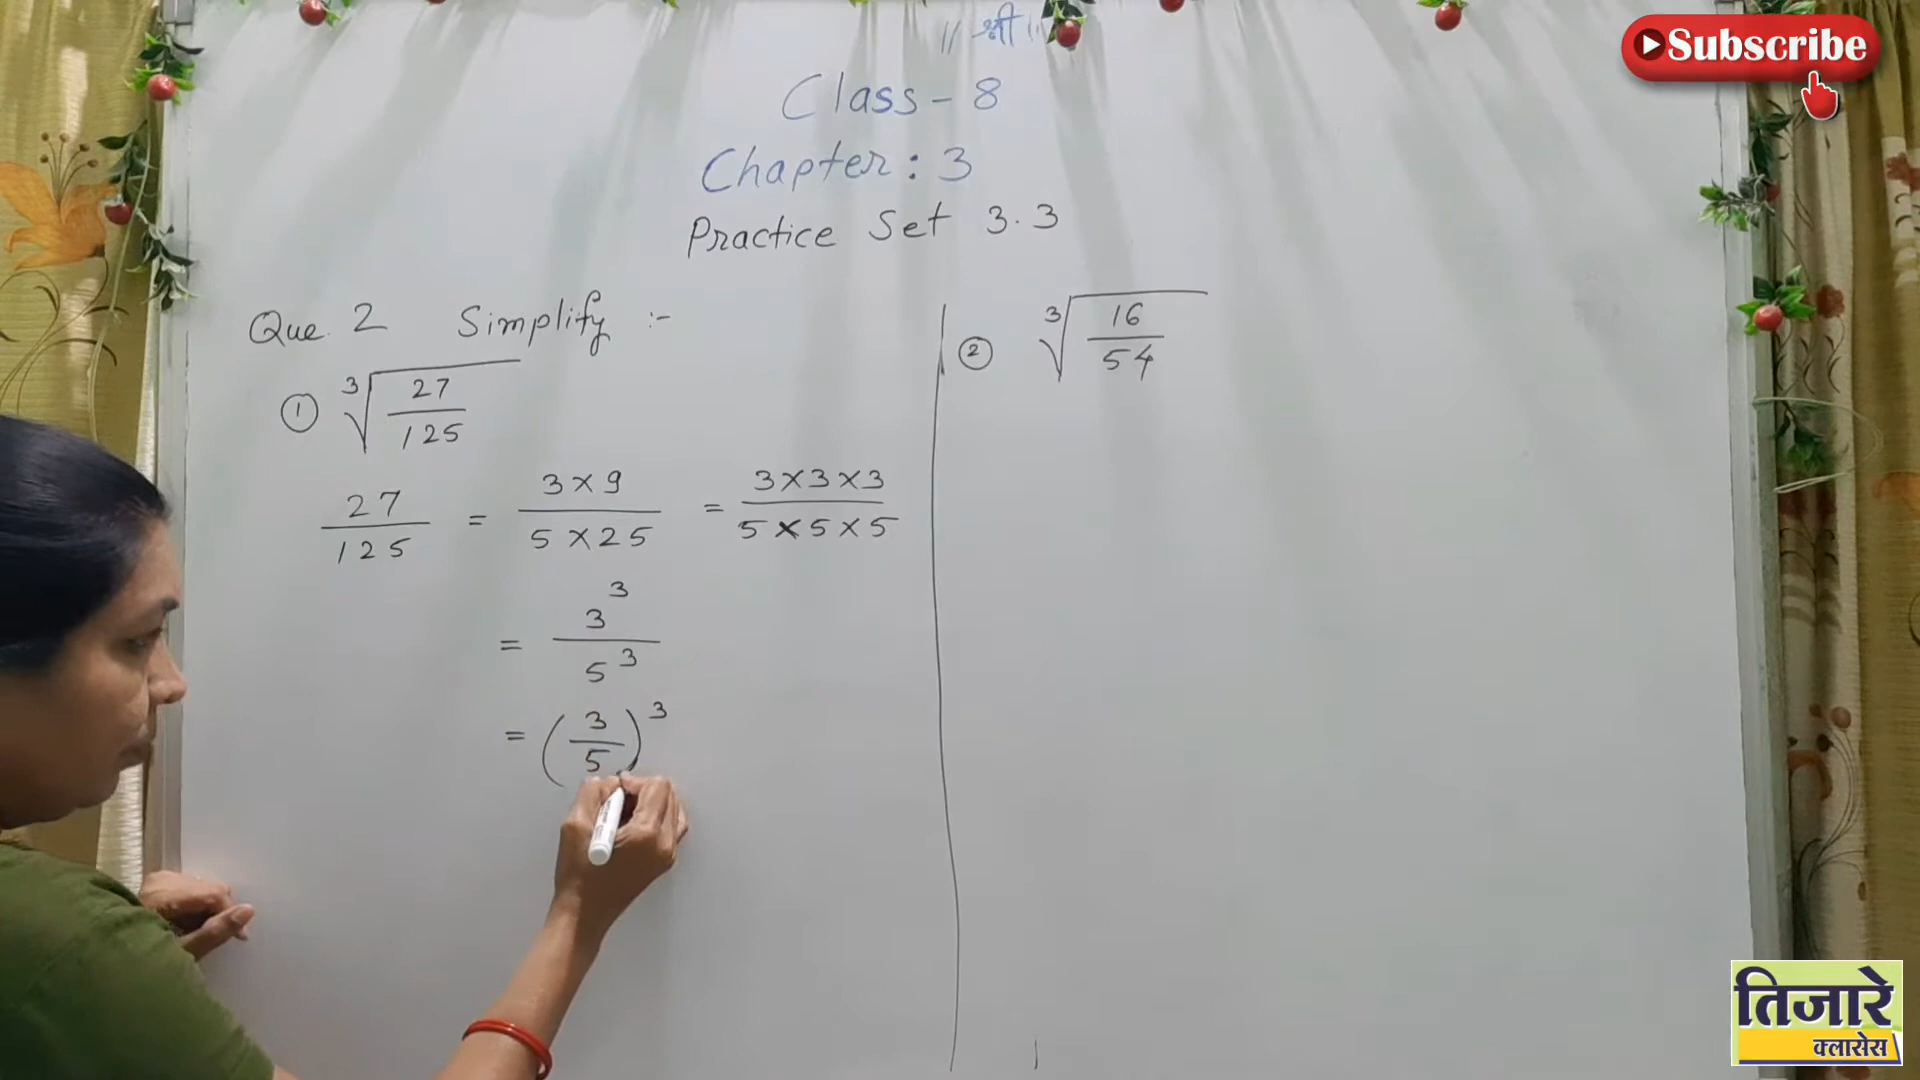 ॥ श्री ॥
Subscribe
Class - 8
Chapter : 3
Practice Set 3.3
Que. 2 Simplify :-
① ∛(27/125)
27/125 = (3×9)/(5×25) = (3×3×3)/(5×5×5)
= 3³/5³
= (3/5)³
② ∛(16/54)
तिजारे
क्लासेस